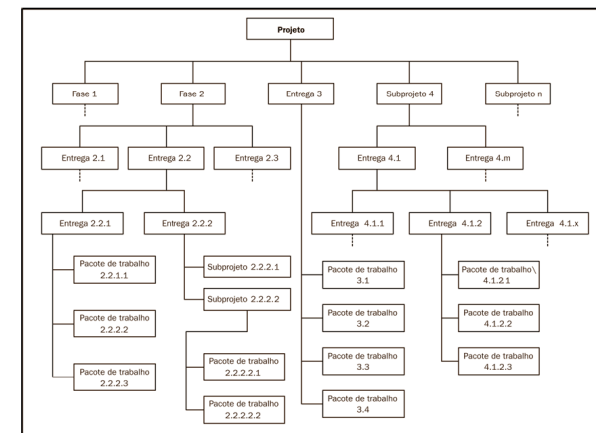 Projeto
Fase 1
Fase 2
Entrega 3
Subprojeto 4
Subprojeto n
Entrega 2.1
Entrega 2.2
Entrega 2.3
Entrega 4.1
Entrega 4.m
Entrega 2.2.1
Entrega 2.2.2
Entrega 4.1.1
Entrega 4.1.2
Entrega 4.1.x
Pacote de trabalho
2.2.1.1
Pacote de trabalho
2.2.2.2
Pacote de trabalho
2.2.2.3
Subprojeto 2.2.2.1
Subprojeto 2.2.2.2
Pacote de trabalho
2.2.2.2.1
Pacote de trabalho
2.2.2.2.2
Pacote de trabalho
3.1
Pacote de trabalho
3.2
Pacote de trabalho
3.3
Pacote de trabalho
3.4
Pacote de trabalho\
4.1.2 1
Pacote de trabalho
4.1.2.2
Pacote de trabalho
4.1.2.3